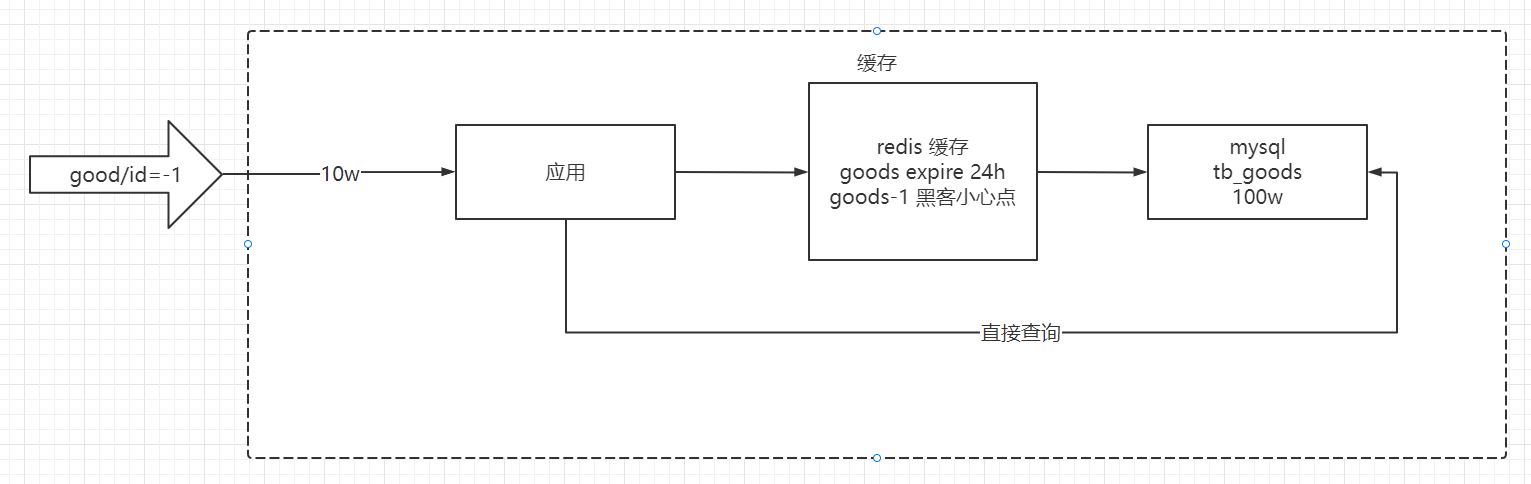 缓存
good/id=-1
10w
应用
redis 缓存
goods expire 24h
goods-1 黑客小心点
mysql
tb_goods
100w
直接查询